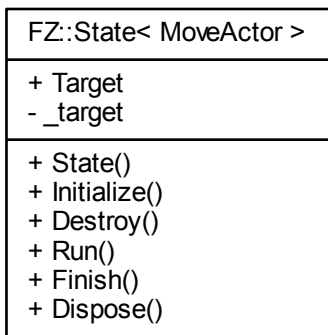 FZ::State< MoveActor >
+ Target
- _target
+ State()
+ Initialize()
+ Destroy()
+ Run()
+ Finish()
+ Dispose()